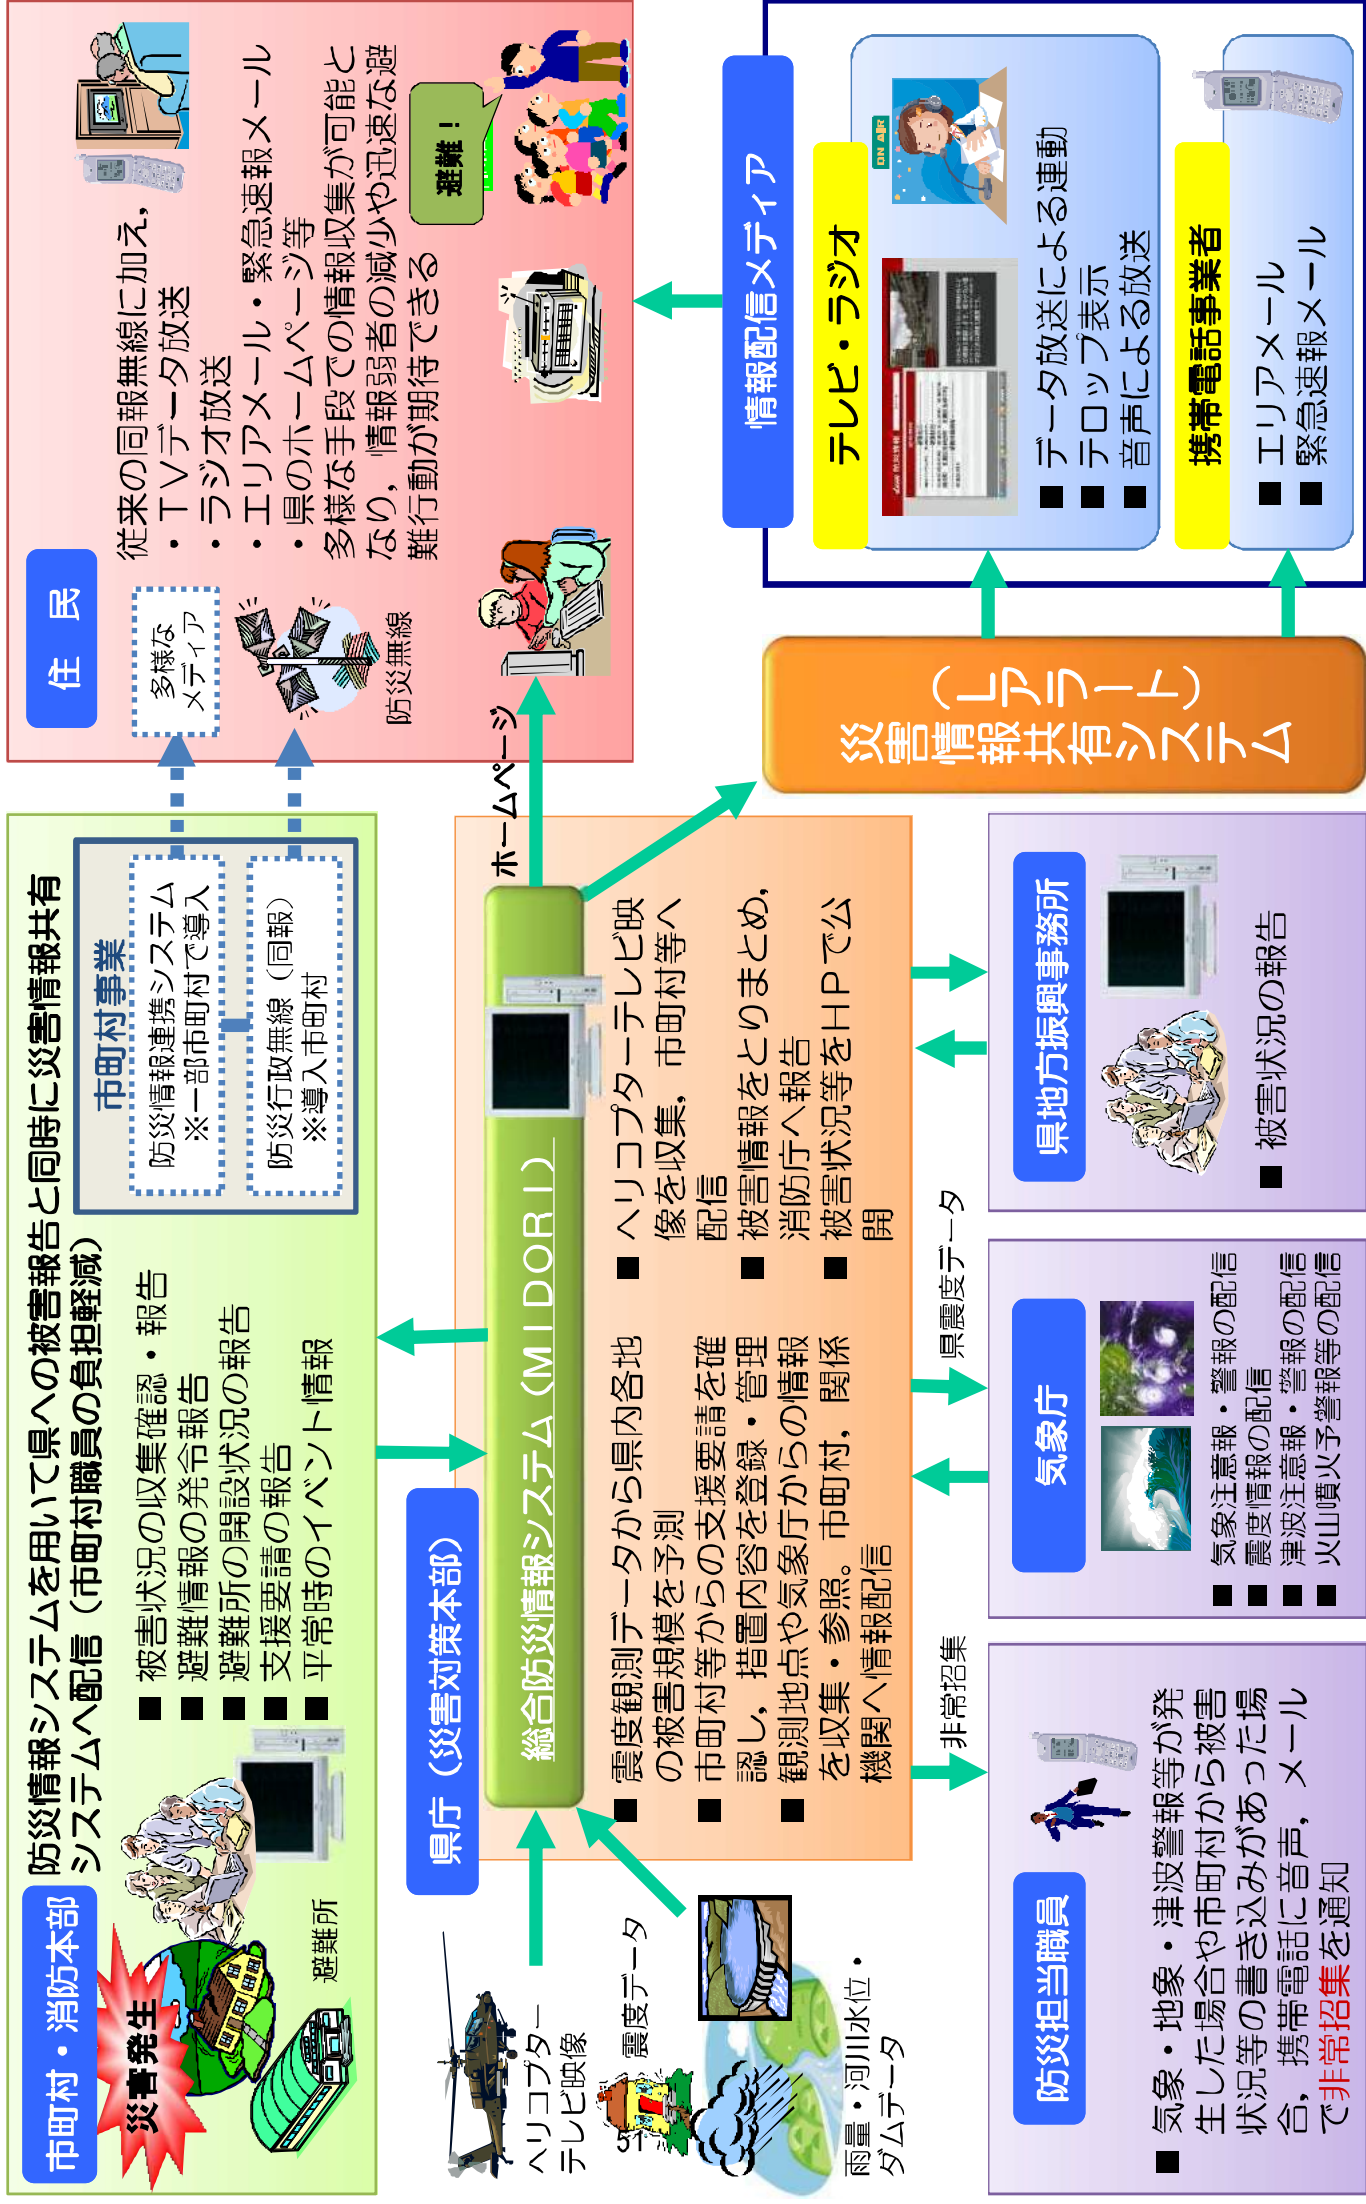 市町村・消防本部
防災情報システムを用いて県への被害報告と同時に災害情報共有
システムへ配信（市町村職員の負担軽減）
災害発生
避難所
■ 被害状況の収集確認・報告
■ 避難情報の発令報告
■ 避難所の開設状況の報告
■ 支援要請の報告
■ 平常時のイベント情報
市町村事業
防災情報連携システム
※一部市町村で導入
防災行政無線（同報）
※導入市町村
住　民
多様な
メディア
防災無線
従来の同報無線に加え，
・ＴＶデータ放送
・ラジオ放送
・エリアメール・緊急速報メール
・県のホームページ等
多様な手段での情報収集が可能と
なり，情報弱者の減少や迅速な避
難行動が期待できる
避難！
ホームページ
県庁（災害対策本部）
総合防災情報システム（ＭＩＤＯＲＩ）
ヘリコプター
テレビ映像
震度データ
雨量・河川水位・
ダムデータ
■ 震度観測データから県内各地
の被害規模を予測
■ 市町村等からの支援要請を確
認し，措置内容を登録・管理
■ 観測地点や気象庁からの情報
を収集・参照。市町村，関係
機関へ情報配信
■ ヘリコプターテレビ映
像を収集，市町村等へ
配信
■ 被害情報をとりまとめ，
消防庁へ報告
■ 被害状況等をＨＰで公
開
災害情報共有システム
（Ｌアラート）
情報配信メディア
テレビ・ラジオ
ON AIR
■ データ放送による連動
■ テロップ表示
■ 音声による放送
携帯電話事業者
■ エリアメール
■ 緊急速報メール
非常招集
県震度データ
防災担当職員
■ 気象・地象・津波警報等が発
生した場合や市町村から被害
状況等の書き込みがあった場
合，携帯電話に音声，メール
で非常招集を通知
気象庁
■ 気象注意報・警報の配信
■ 震度情報の配信
■ 津波注意報・警報の配信
■ 火山噴火予警報等の配信
県地方振興事務所
■ 被害状況の報告